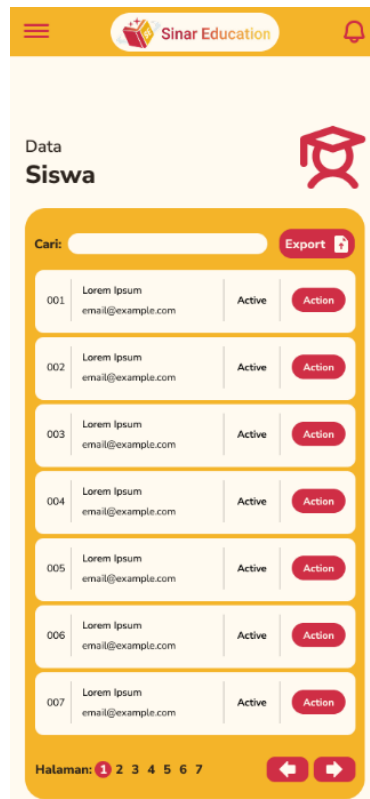 Sinar Education
Data
Siswa
Cari:
Export
001 Lorem Ipsum Active Action
email@example.com
002 Lorem Ipsum Active Action
email@example.com
003 Lorem Ipsum Active Action
email@example.com
004 Lorem Ipsum Active Action
email@example.com
005 Lorem Ipsum Active Action
email@example.com
006 Lorem Ipsum Active Action
email@example.com
007 Lorem Ipsum Active Action
email@example.com
Halaman: 1 2 3 4 5 6 7